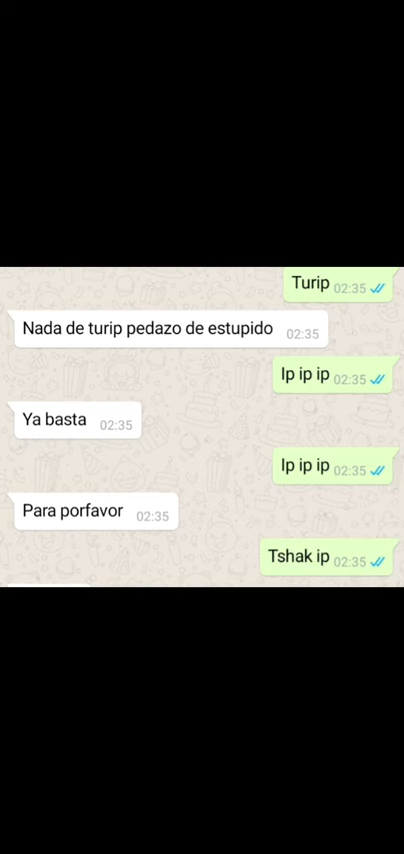 Turip 02:35
Nada de turip pedazo de estupido 02:35
Ip ip ip 02:35
Ya basta 02:35
Ip ip ip 02:35
Para porfavor 02:35
Tshak ip 02:35